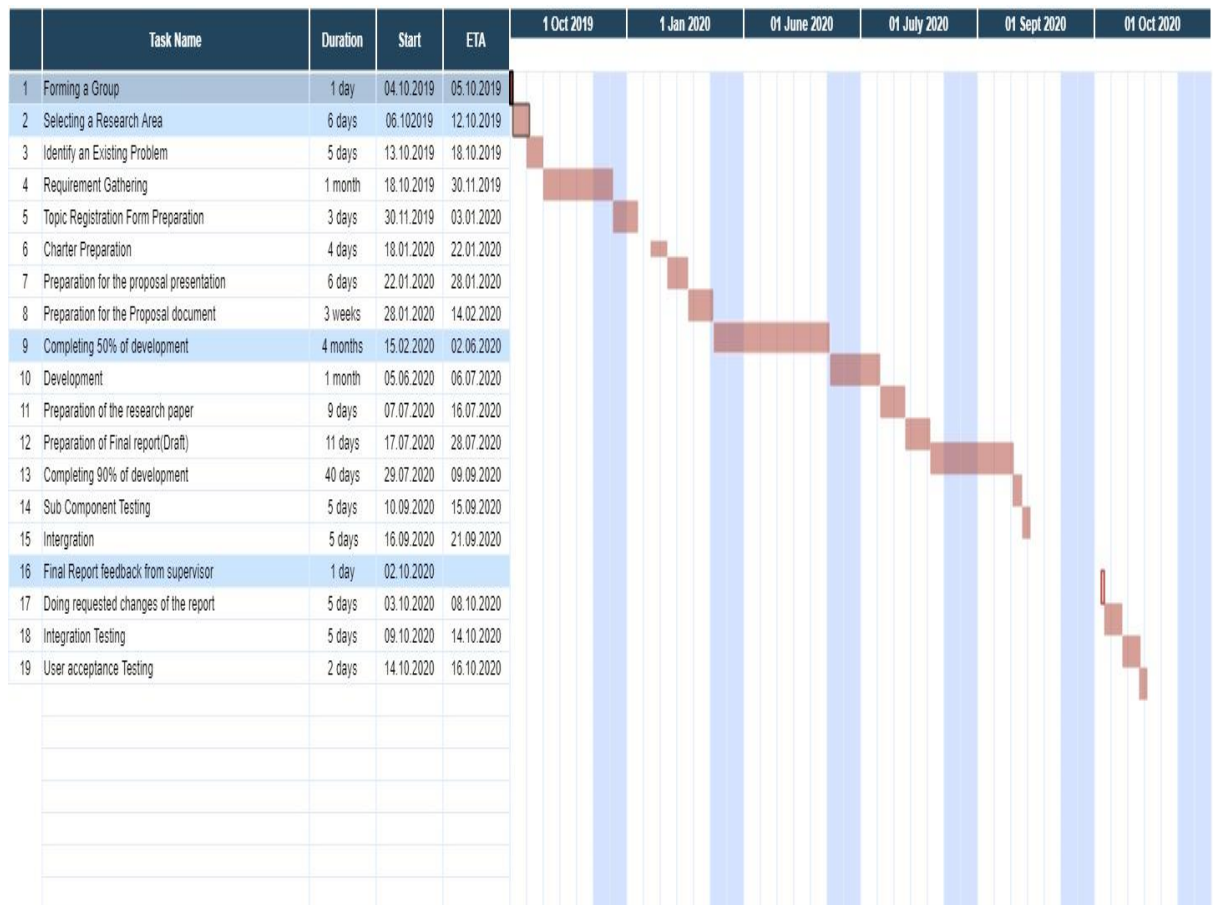 Task Name Duration Start ETA 1 Oct 2019 1 Jan 2020 01 June 2020 01 July 2020 01 Sept 2020 01 Oct 2020
1 Forming a Group 1 day 04.10.2019 05.10.2019
2 Selecting a Research Area 6 days 06.102019 12.10.2019
3 Identify an Existing Problem 5 days 13.10.2019 18.10.2019
4 Requirement Gathering 1 month 18.10.2019 30.11.2019
5 Topic Registration Form Preparation 3 days 30.11.2019 03.01.2020
6 Charter Preparation 4 days 18.01.2020 22.01.2020
7 Preparation for the proposal presentation 6 days 22.01.2020 28.01.2020
8 Preparation for the Proposal document 3 weeks 28.01.2020 14.02.2020
9 Completing 50% of development 4 months 15.02.2020 02.06.2020
10 Development 1 month 05.06.2020 06.07.2020
11 Preparation of the research paper 9 days 07.07.2020 16.07.2020
12 Preparation of Final report(Draft) 11 days 17.07.2020 28.07.2020
13 Completing 90% of development 40 days 29.07.2020 09.09.2020
14 Sub Component Testing 5 days 10.09.2020 15.09.2020
15 Intergration 5 days 16.09.2020 21.09.2020
16 Final Report feedback from supervisor 1 day 02.10.2020
17 Doing requested changes of the report 5 days 03.10.2020 08.10.2020
18 Integration Testing 5 days 09.10.2020 14.10.2020
19 User acceptance Testing 2 days 14.10.2020 16.10.2020